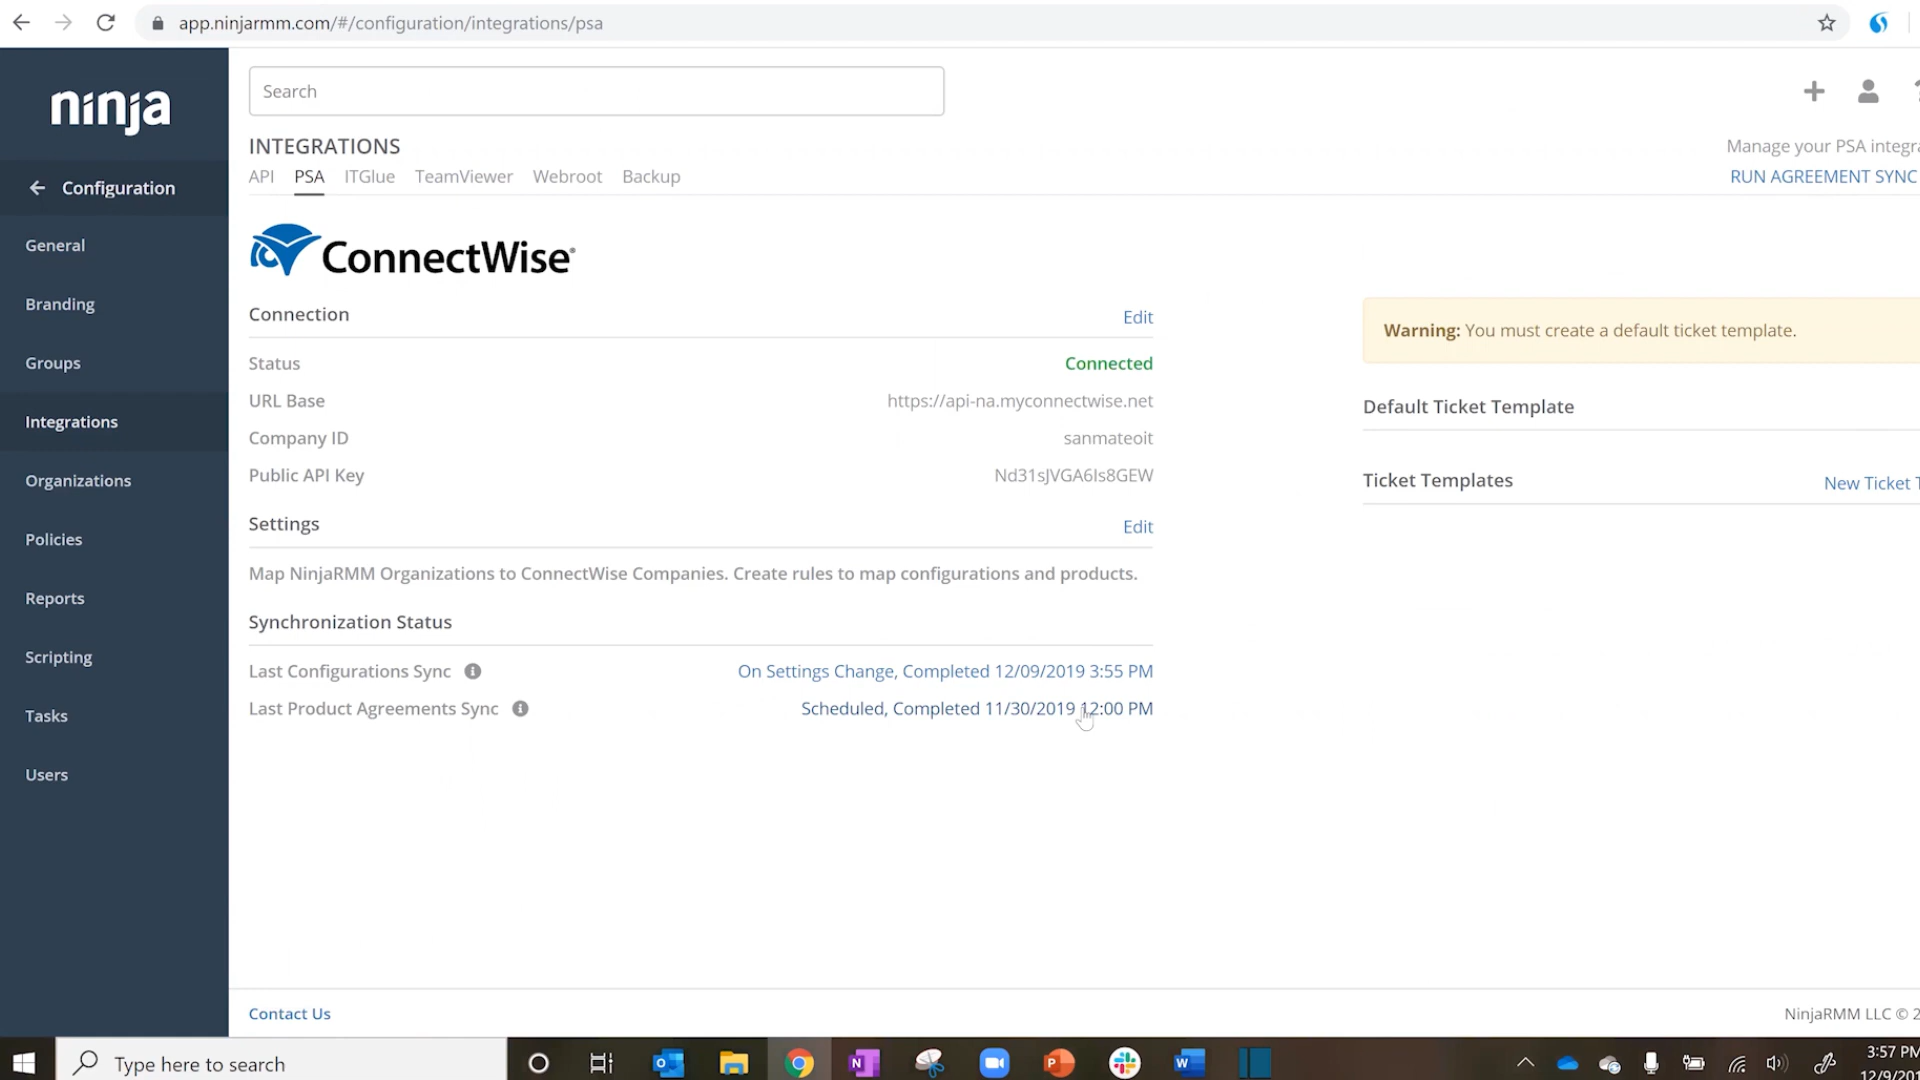 app.ninjarmm.com/#/configuration/integrations/psa
ninja
Search
Configuration
General
Branding
Groups
Integrations
Organizations
Policies
Reports
Scripting
Tasks
Users
INTEGRATIONS
API PSA ITGlue TeamViewer Webroot Backup
Manage your PSA integra
RUN AGREEMENT SYNC
ConnectWise
Connection Edit
Status Connected
URL Base https://api-na.myconnectwise.net
Company ID sanmateoit
Public API Key Nd31sJVGA6Is8GEW
Settings Edit
Map NinjaRMM Organizations to ConnectWise Companies. Create rules to map configurations and products.
Synchronization Status
Last Configurations Sync On Settings Change, Completed 12/09/2019 3:55 PM
Last Product Agreements Sync Scheduled, Completed 11/30/2019 12:00 PM
Warning: You must create a default ticket template.
Default Ticket Template
Ticket Templates New Ticket T
Contact Us
NinjaRMM LLC © 2
Type here to search
3:57 PM
12/9/201